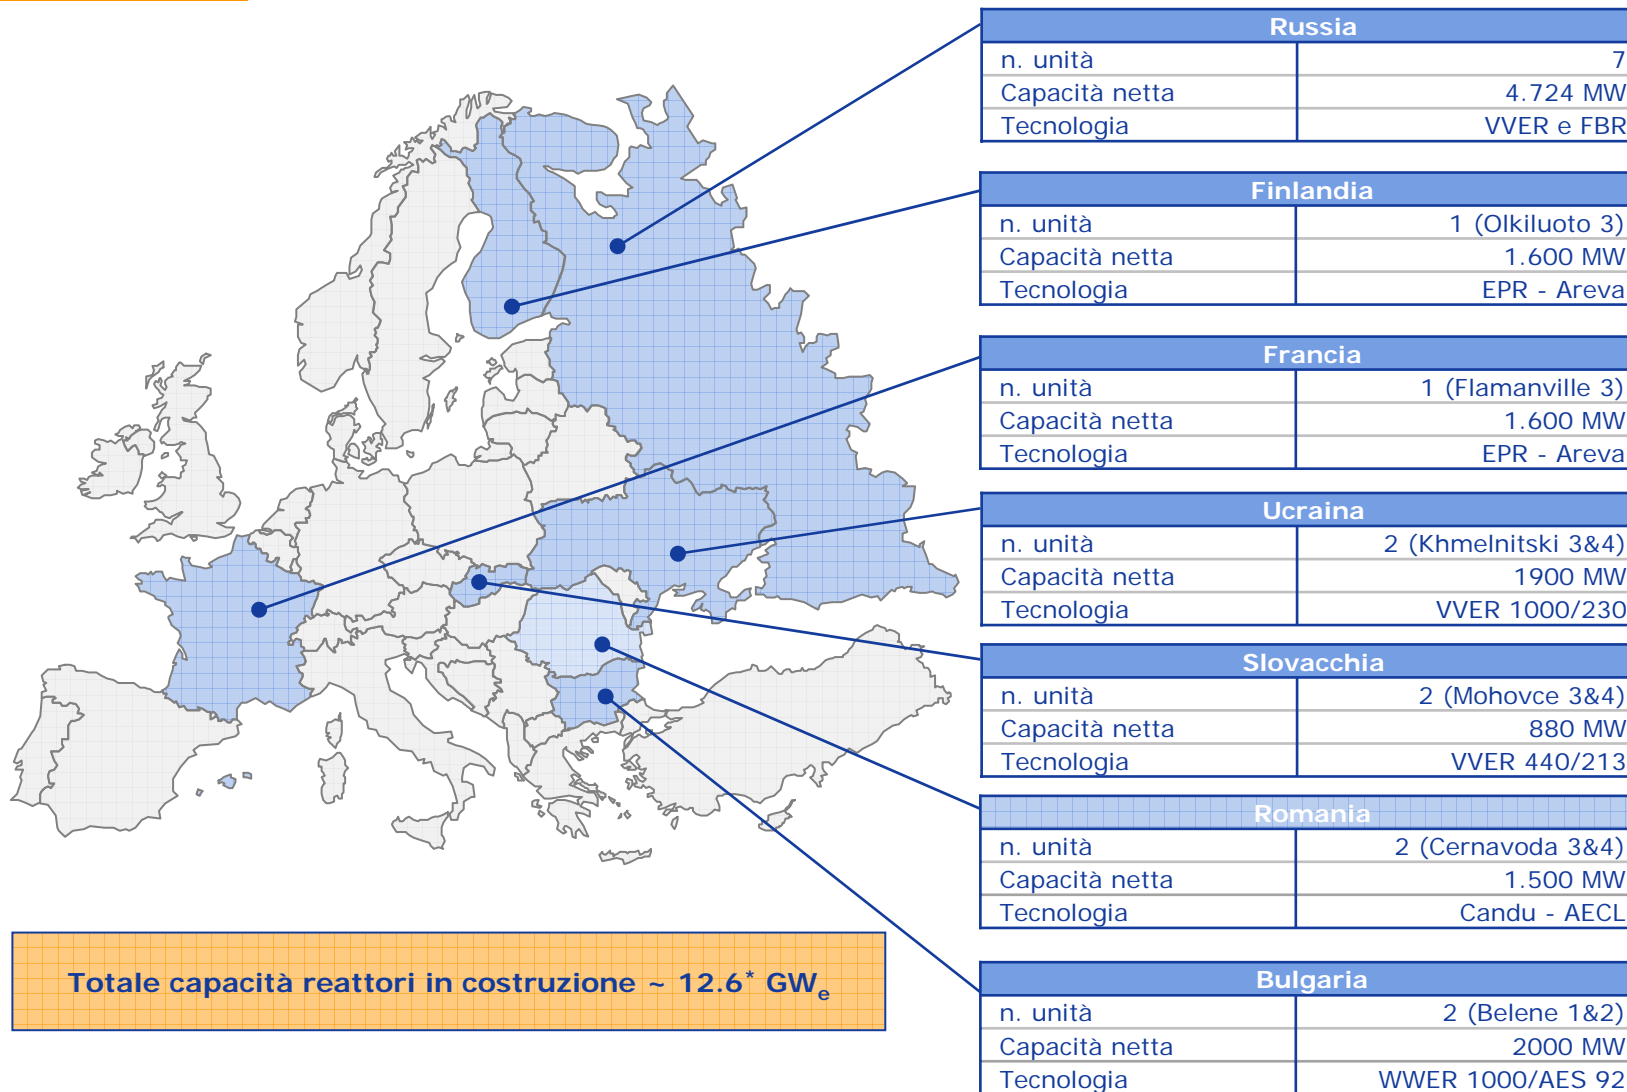 Russia
n. unità 7
Capacità netta 4.724 MW
Tecnologia VVER e FBR
Finlandia
n. unità 1 (Olkiluoto 3)
Capacità netta 1.600 MW
Tecnologia EPR - Areva
Francia
n. unità 1 (Flamanville 3)
Capacità netta 1.600 MW
Tecnologia EPR - Areva
Ucraina
n. unità 2 (Khmelnitski 3&4)
Capacità netta 1900 MW
Tecnologia VVER 1000/230
Slovacchia
n. unità 2 (Mohovce 3&4)
Capacità netta 880 MW
Tecnologia VVER 440/213
Romania
n. unità 2 (Cernavoda 3&4)
Capacità netta 1.500 MW
Tecnologia Candu - AECL
Bulgaria
n. unità 2 (Belene 1&2)
Capacità netta 2000 MW
Tecnologia WWER 1000/AES 92
Totale capacità reattori in costruzione ~ 12.6* GWe